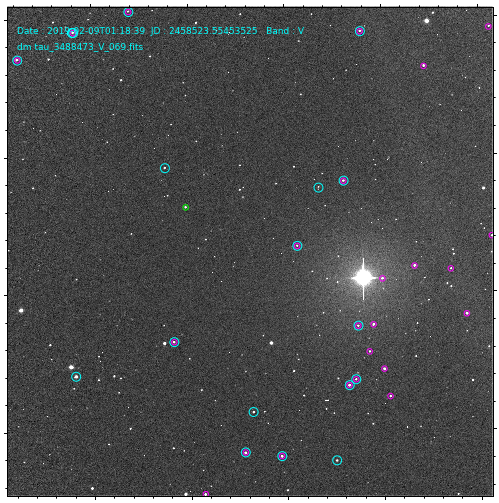 Date : 2019-02-09T01:18:39, JD : 2458523.55453525 Band : V
dm tau_3488473_V_069.fits